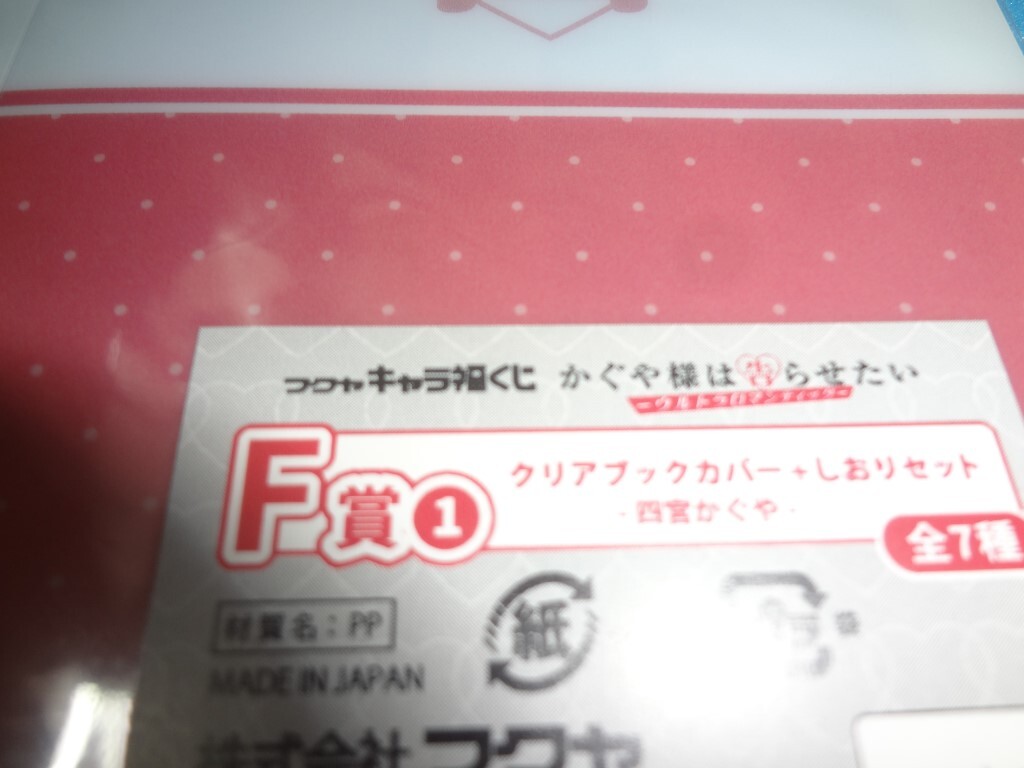 フクヤキャラ福くじ かぐや様は告らせたい
-ウルトラロマンティック-
F賞1
クリアブックカバー+しおりセット
-四宮かぐや-
全7種
材質名:PP
紙
MADE IN JAPAN
株式会社フクヤ